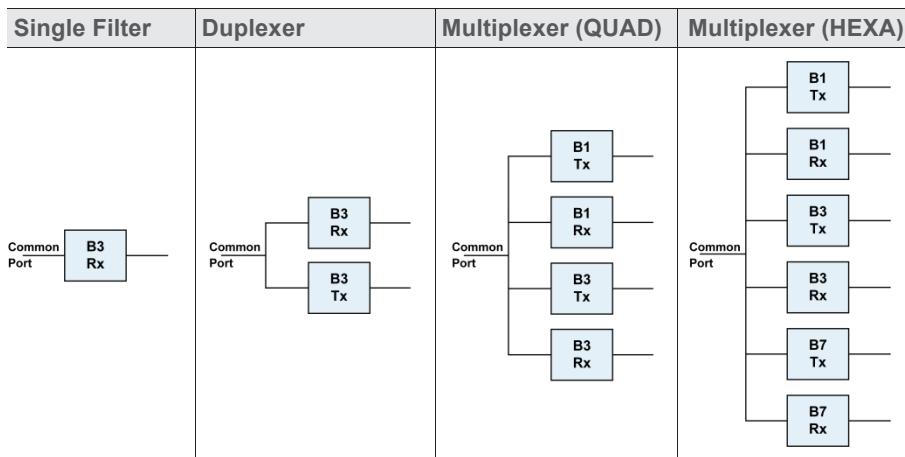 Single Filter
Duplexer
Multiplexer (QUAD)
Multiplexer (HEXA)
Common
Port
B3
Rx
Common
Port
B3
Rx
B3
Tx
Common
Port
B1
Tx
B1
Rx
B3
Tx
B3
Rx
Common
Port
B1
Tx
B1
Rx
B3
Tx
B3
Rx
B7
Tx
B7
Rx